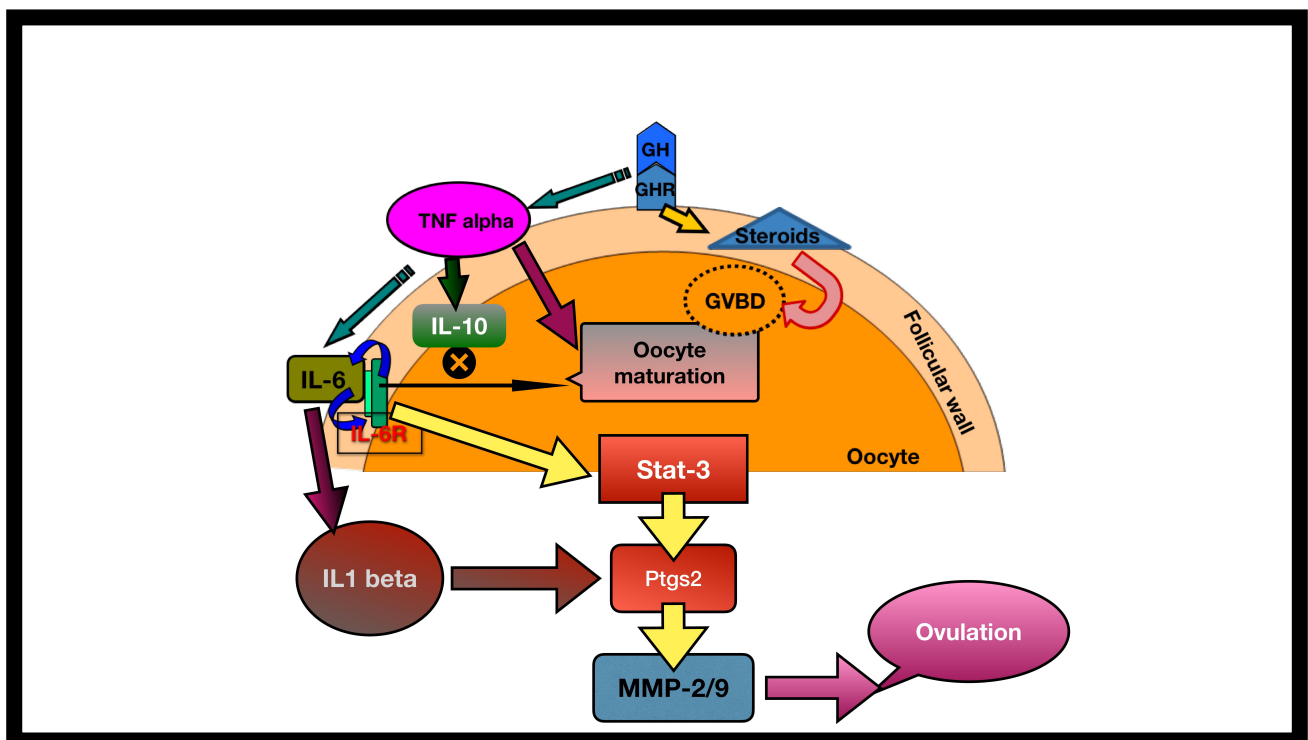 GH
GHR
TNF alpha
Steroids
GVBD
IL-10
Oocyte
maturation
Follicular wall
IL-6
IL-6R
Oocyte
Stat-3
IL1 beta
Ptgs2
Ovulation
MMP-2/9